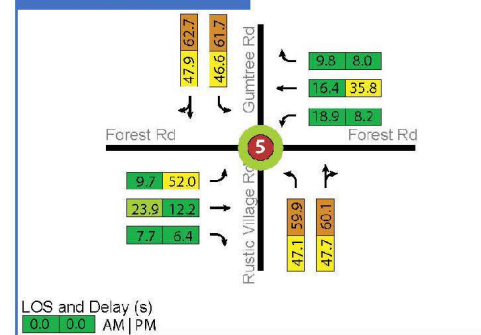 47.9 62.7
46.6 61.7
Gumtree Rd
9.8 8.0
16.4 35.8
18.9 8.2
Forest Rd
Forest Rd
5
9.7 52.0
23.9 12.2
7.7 6.4
Rustic Village Rd
47.1 59.9
47.7 60.1
LOS and Delay (s)
0.0 0.0 AM|PM